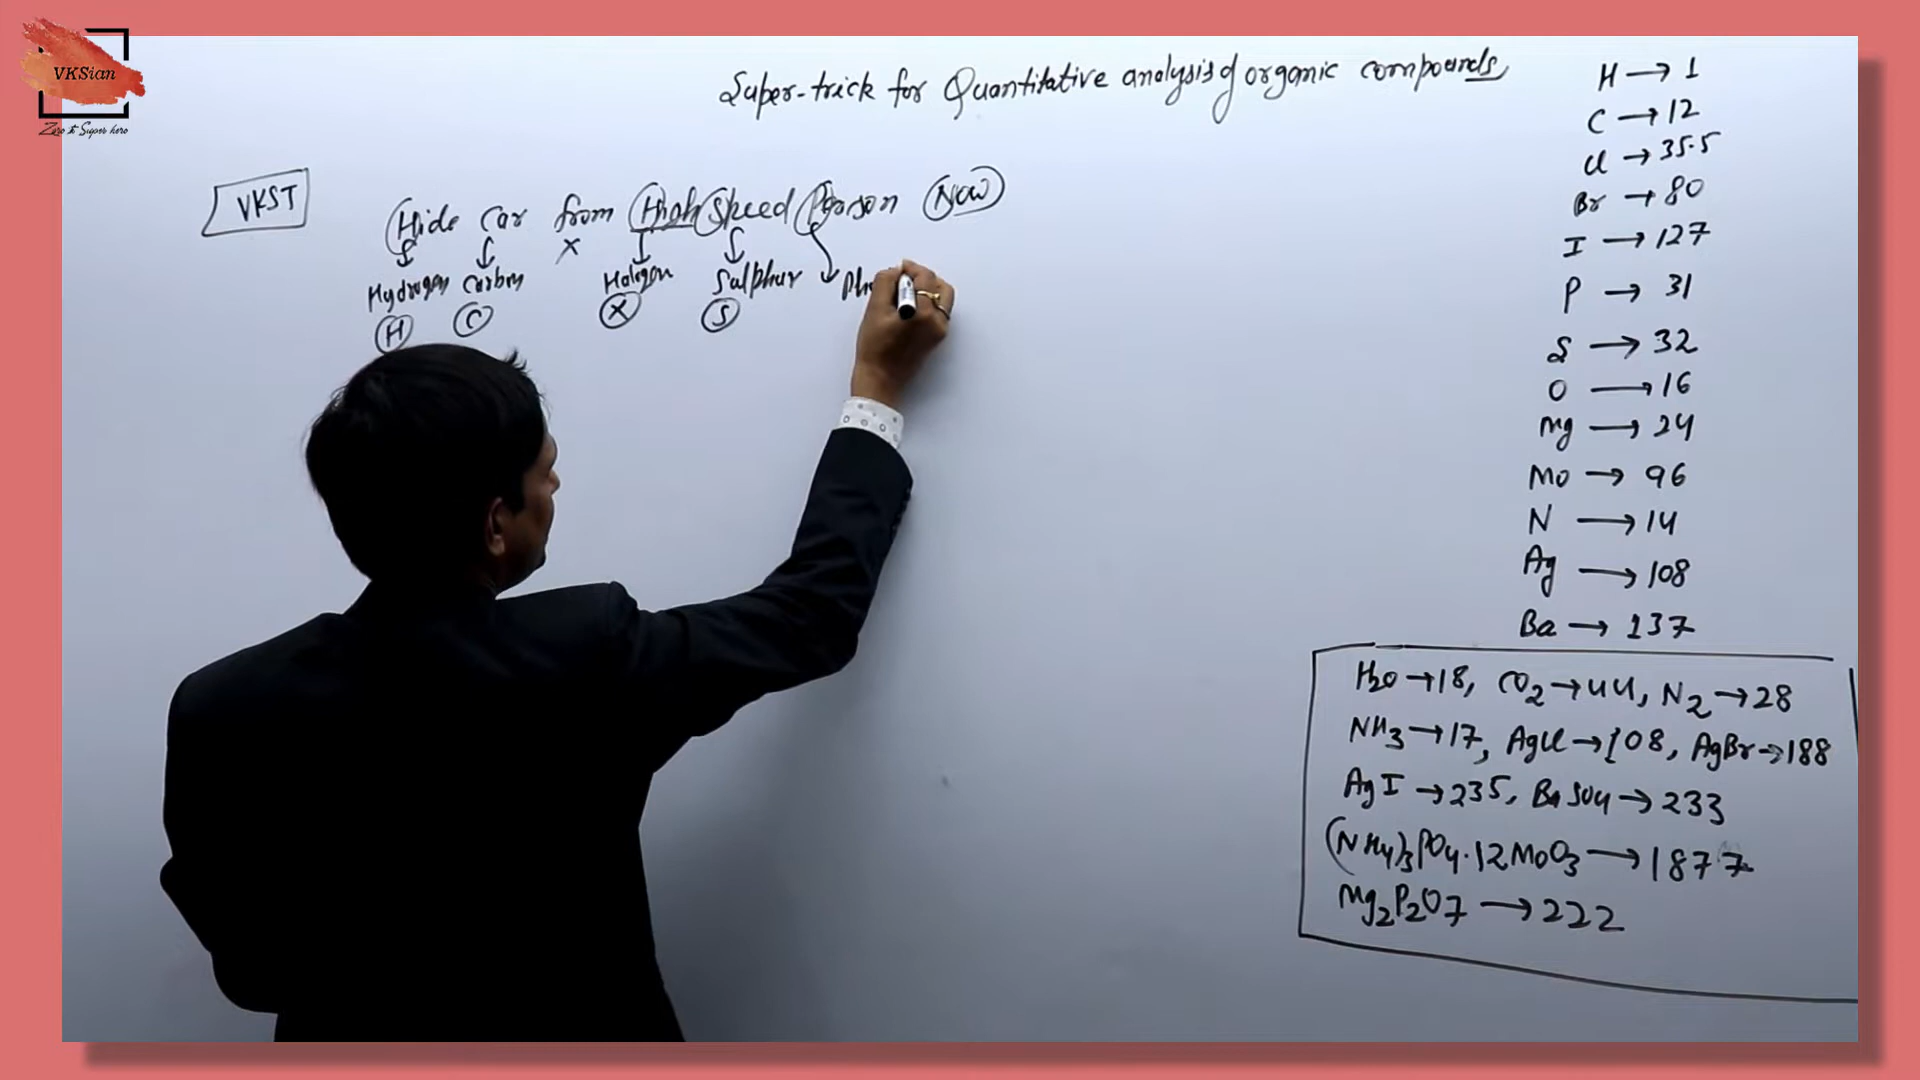 VKSian
Zero to Super hero
Super-trick for Quantitative analysis of organic compounds
VKST
Hide Car from High Speed Person Now
x
Hydrogen Carbon Halogen Sulphur Pho
H C X S
H → 1
C → 12
Cl → 35.5
Br → 80
I → 127
P → 31
S → 32
O → 16
Mg → 24
Mo → 96
N → 14
Ag → 108
Ba → 137
H2O → 18, CO2 → 44, N2 → 28
NH3 → 17, AgCl → 108, AgBr → 188
AgI → 235, BaSO4 → 233
(NH4)3PO4.12MoO3 → 1877
Mg2P2O7 → 222